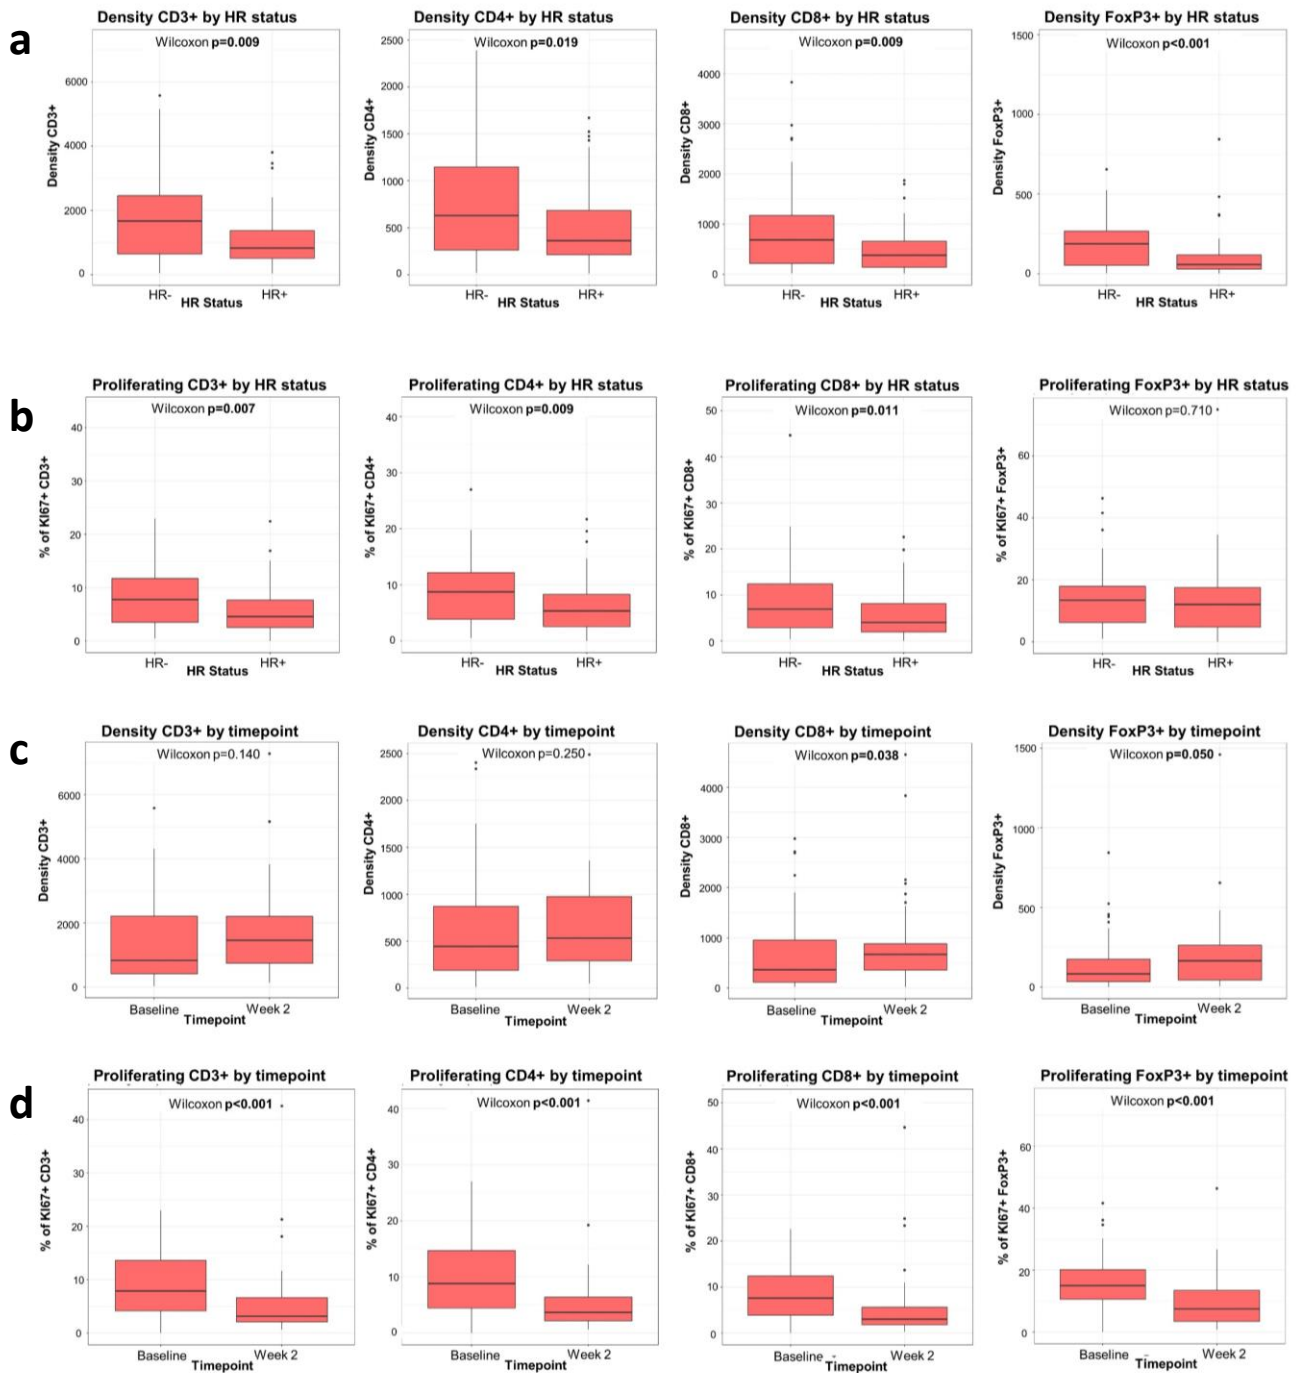 a
Density CD3+ by HR status
Wilcoxon p=0.009
Density CD3+
6000
4000
2000
0
HR-
HR+
HR Status
Density CD4+ by HR status
Wilcoxon p=0.019
Density CD4+
2500
2000
1500
1000
500
0
HR-
HR+
HR Status
Density CD8+ by HR status
Wilcoxon p=0.009
Density CD8+
4000
3000
2000
1000
0
HR-
HR+
HR Status
Density FoxP3+ by HR status
Wilcoxon p<0.001
Density FoxP3+
1500
1000
500
0
HR-
HR+
HR Status
b
Proliferating CD3+ by HR status
Wilcoxon p=0.007
% of KI67+ CD3+
40
30
20
10
0
HR-
HR+
HR Status
Proliferating CD4+ by HR status
Wilcoxon p=0.009
% of KI67+ CD4+
40
30
20
10
0
HR-
HR+
HR Status
Proliferating CD8+ by HR status
Wilcoxon p=0.011
% of KI67+ CD8+
50
40
30
20
10
0
HR-
HR+
HR Status
Proliferating FoxP3+ by HR status
Wilcoxon p=0.710
% of KI67+ FoxP3+
60
40
20
0
HR-
HR+
HR Status
c
Density CD3+ by timepoint
Wilcoxon p=0.140
Density CD3+
6000
4000
2000
0
Baseline
Week 2
Timepoint
Density CD4+ by timepoint
Wilcoxon p=0.250
Density CD4+
2500
2000
1500
1000
500
0
Baseline
Week 2
Timepoint
Density CD8+ by timepoint
Wilcoxon p=0.038
Density CD8+
4000
3000
2000
1000
0
Baseline
Week 2
Timepoint
Density FoxP3+ by timepoint
Wilcoxon p=0.050
Density FoxP3+
1500
1000
500
0
Baseline
Week 2
Timepoint
d
Proliferating CD3+ by timepoint
Wilcoxon p<0.001
% of KI67+ CD3+
40
30
20
10
0
Baseline
Week 2
Timepoint
Proliferating CD4+ by timepoint
Wilcoxon p<0.001
% of KI67+ CD4+
40
30
20
10
0
Baseline
Week 2
Timepoint
Proliferating CD8+ by timepoint
Wilcoxon p<0.001
% of KI67+ CD8+
50
40
30
20
10
0
Baseline
Week 2
Timepoint
Proliferating FoxP3+ by timepoint
Wilcoxon p<0.001
% of KI67+ FoxP3+
60
40
20
0
Baseline
Week 2
Timepoint